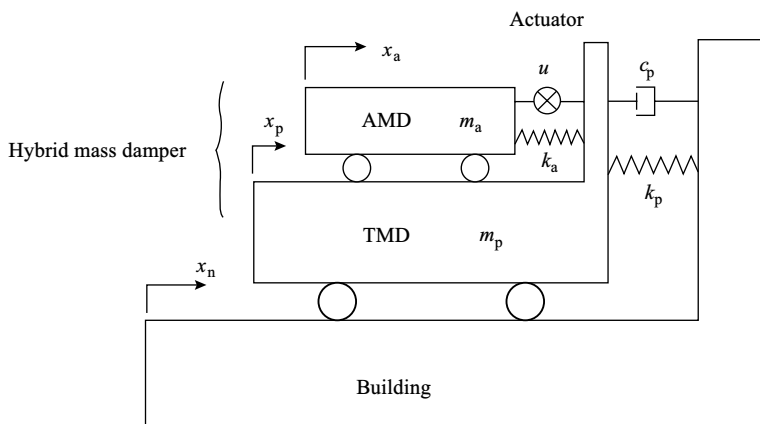 Actuator
x_a
u
c_p
AMD m_a
x_p
Hybrid mass damper
k_a
k_p
TMD m_p
x_n
Building